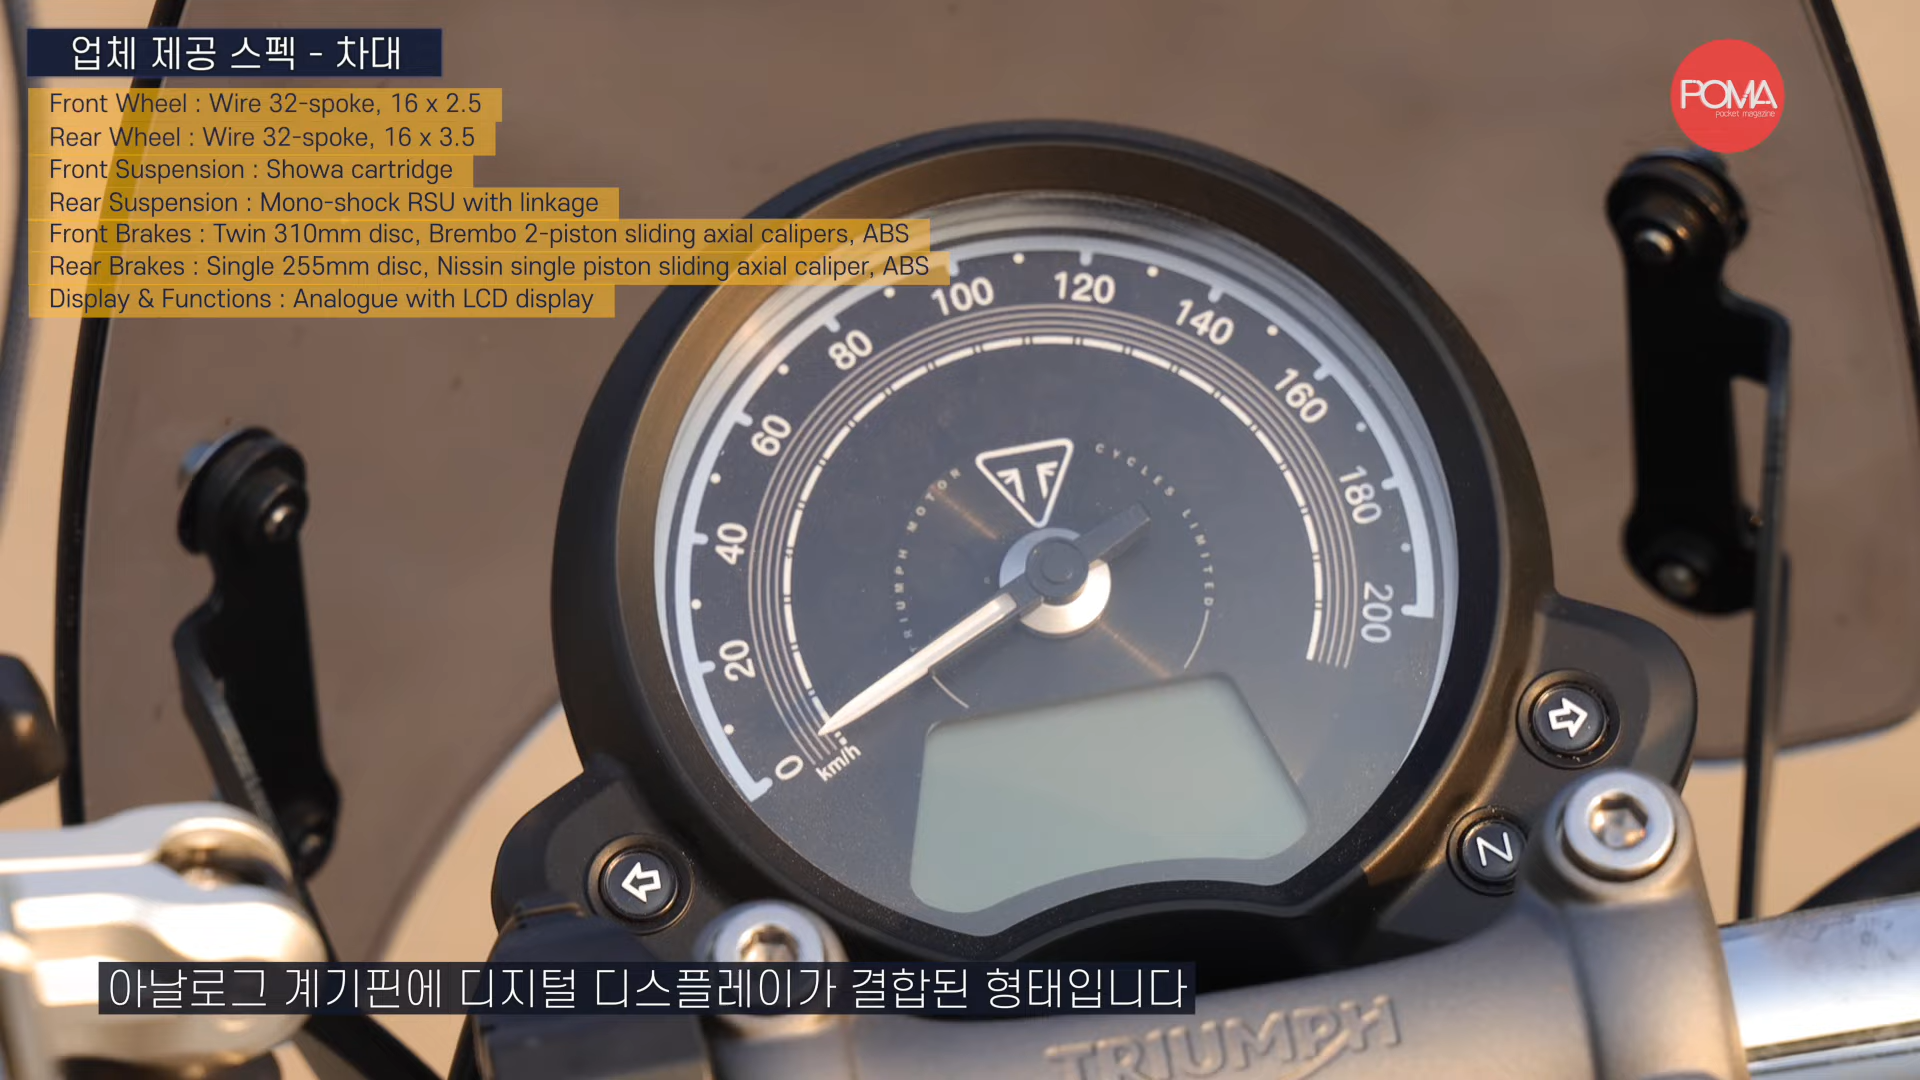 업체 제공 스펙 - 차대
Front Wheel : Wire 32-spoke, 16 x 2.5
Rear Wheel : Wire 32-spoke, 16 x 3.5
Front Suspension : Showa cartridge
Rear Suspension : Mono-shock RSU with linkage
Front Brakes : Twin 310mm disc, Brembo 2-piston sliding axial calipers, ABS
Rear Brakes : Single 255mm disc, Nissin single piston sliding axial caliper, ABS
Display & Functions : Analogue with LCD display
POMA
pocket magazine
0
20
40
60
80
100
120
140
160
180
200
km/h
TRIUMPH MOTOR CYCLES LIMITED
N
아날로그 계기핀에 디지털 디스플레이가 결합된 형태입니다
TRIUMPH